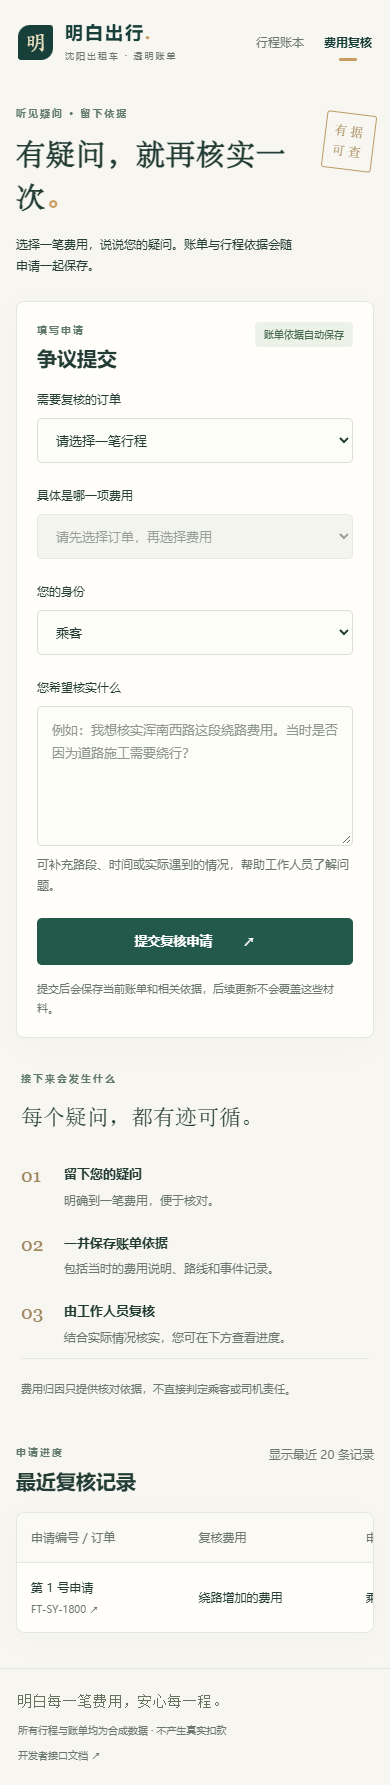 明 明白出行.
沈阳出租车 · 透明账单
行程账本 费用复核
听见疑问 • 留下依据
有疑问，就再核实一
次。
有据
可查
选择一笔费用，说说您的疑问。账单与行程依据会随
申请一起保存。
填写申请
争议提交
账单依据自动保存
需要复核的订单
请选择一笔行程
具体是哪一项费用
请先选择订单，再选择费用
您的身份
乘客
您希望核实什么
例如：我想核实浑南西路这段绕路费用。当时是否
因为道路施工需要绕行？
可补充路段、时间或实际遇到的情况，帮助工作人员了解问
题。
提交复核申请 ↗
提交后会保存当前账单和相关依据，后续更新不会覆盖这些材
料。
接下来会发生什么
每个疑问，都有迹可循。
01 留下您的疑问
明确到一笔费用，便于核对。
02 一并保存账单依据
包括当时的费用说明、路线和事件记录。
03 由工作人员复核
结合实际情况核实，您可在下方查看进度。
费用归因只提供核对依据，不直接判定乘客或司机责任。
申请进度
最近复核记录
显示最近 20 条记录
申请编号 / 订单 复核费用
第 1 号申请
FT-SY-1800 ↗
绕路增加的费用
明白每一笔费用，安心每一程。
所有行程与账单均为合成数据 · 不产生真实扣款
开发者接口文档 ↗